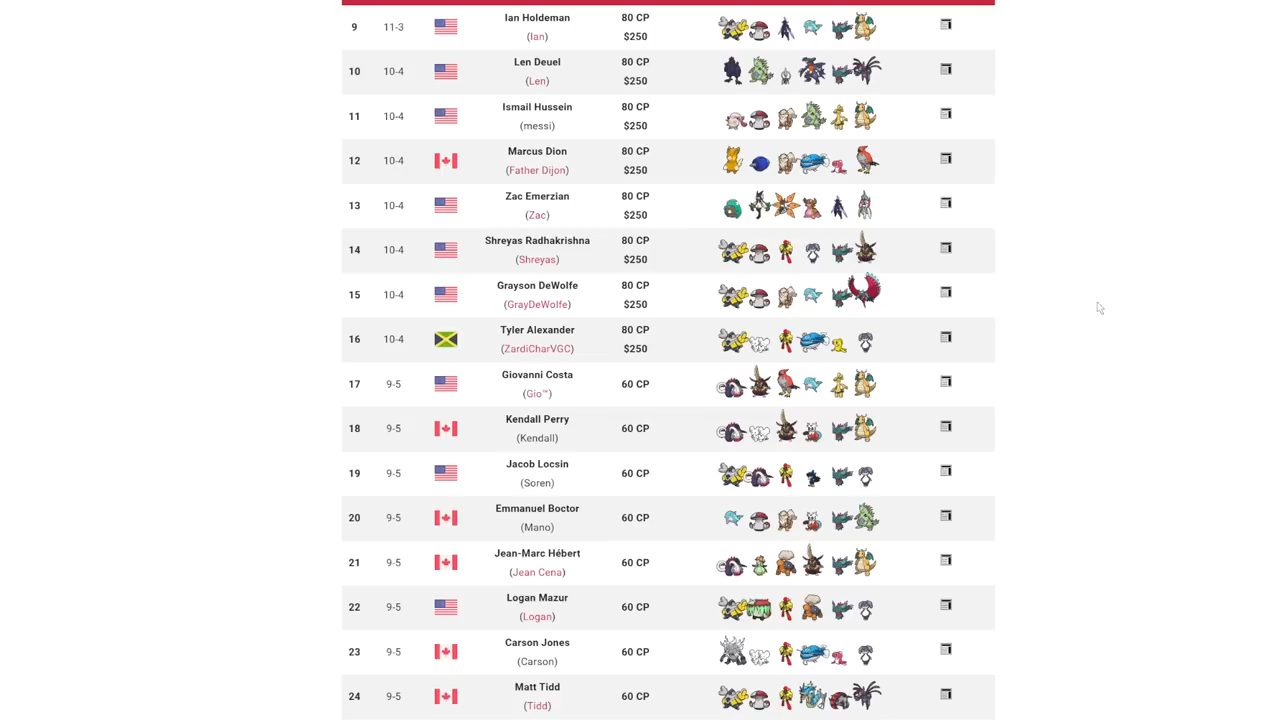 9 11-3 Ian Holdeman 80 CP
(Ian) $250
10 10-4 Len Deuel 80 CP
(Len) $250
11 10-4 Ismail Hussein 80 CP
(messi) $250
12 10-4 Marcus Dion 80 CP
(Father Dijon) $250
13 10-4 Zac Emerzian 80 CP
(Zac) $250
14 10-4 Shreyas Radhakrishna 80 CP
(Shreyas) $250
15 10-4 Grayson DeWolfe 80 CP
(GrayDeWolfe) $250
16 10-4 Tyler Alexander 80 CP
(ZardiCharVGC) $250
17 9-5 Giovanni Costa 60 CP
(Gio™)
18 9-5 Kendall Perry 60 CP
(Kendall)
19 9-5 Jacob Locsin 60 CP
(Soren)
20 9-5 Emmanuel Boctor 60 CP
(Mano)
21 9-5 Jean-Marc Hébert 60 CP
(Jean Cena)
22 9-5 Logan Mazur 60 CP
(Logan)
23 9-5 Carson Jones 60 CP
(Carson)
24 9-5 Matt Tidd 60 CP
(Tidd)